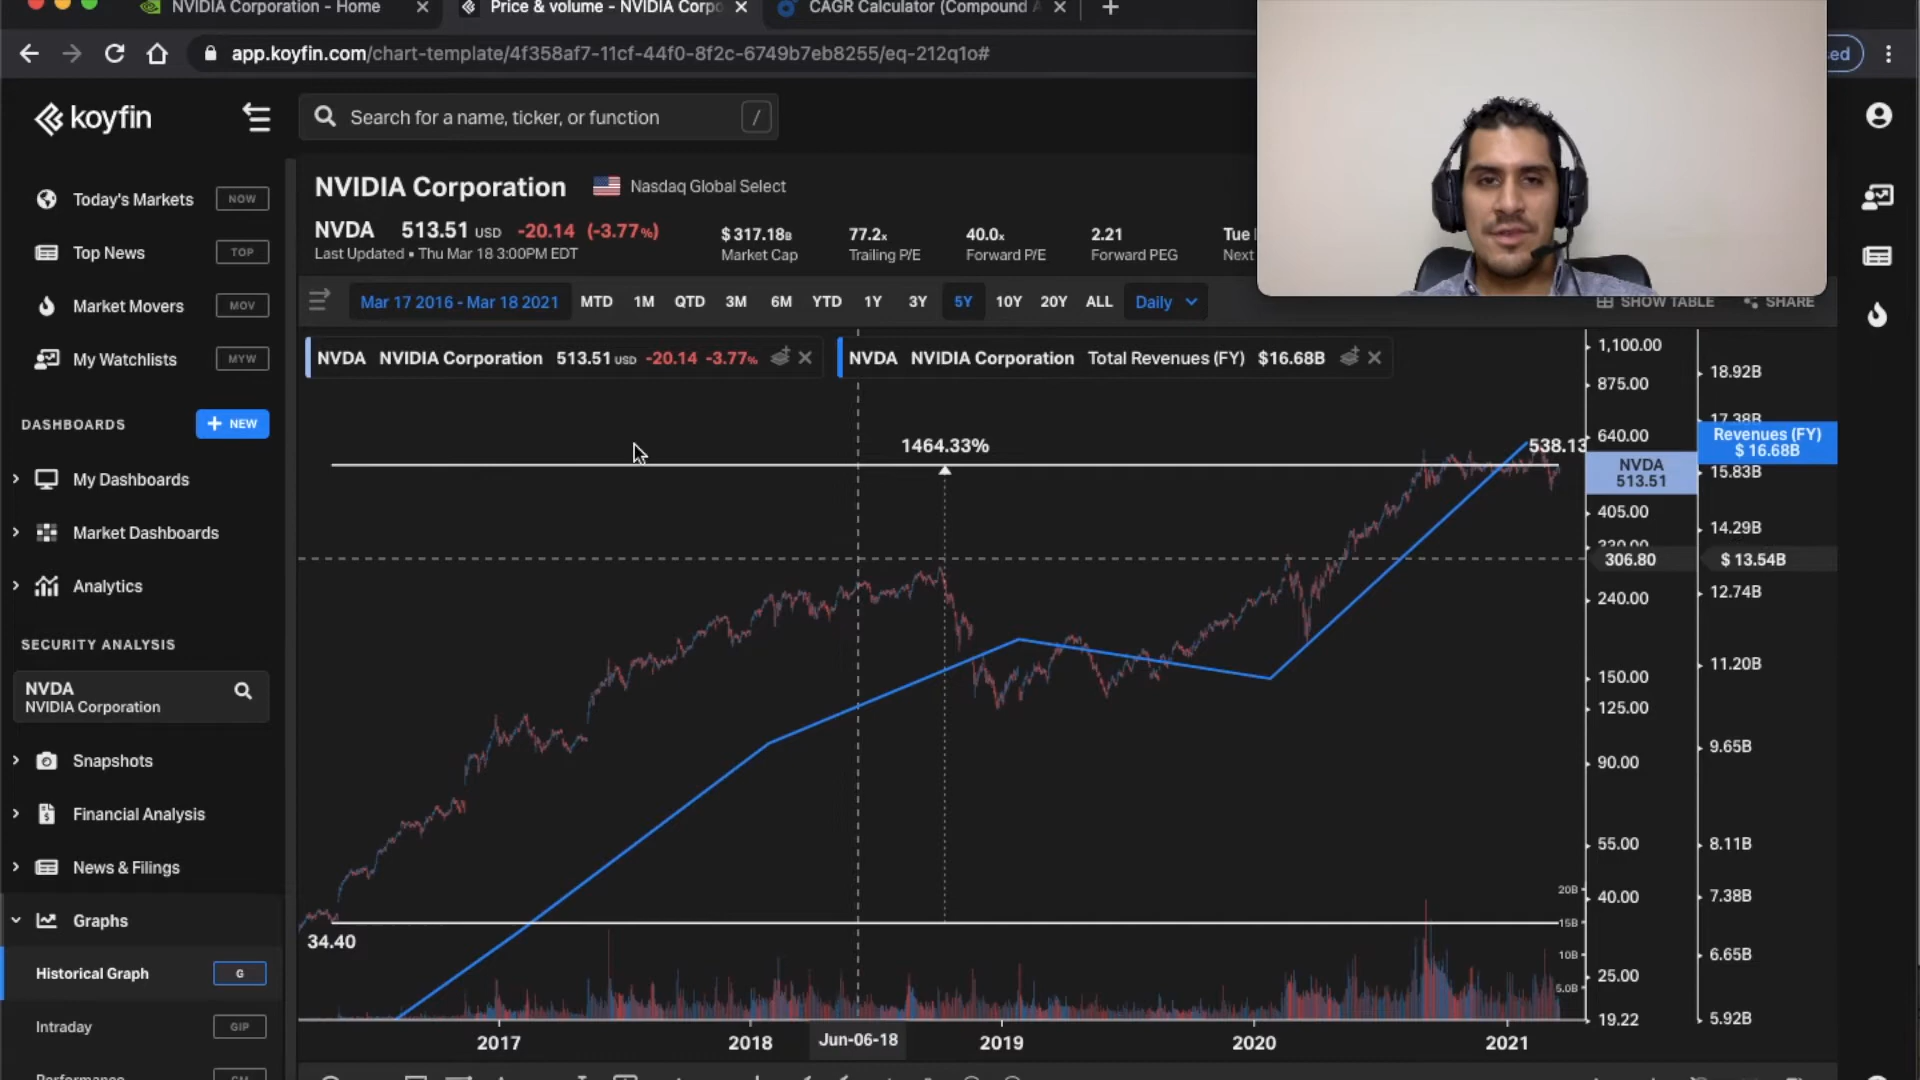 NVIDIA Corporation - Home
Price & volume - NVIDIA Corpo
CAGR Calculator (Compound A
app.koyfin.com/chart-template/4f358af7-11cf-44f0-8f2c-6749b7eb8255/eq-212q1o#
ed
koyfin
Search for a name, ticker, or function
/
Today's Markets NOW
Top News TOP
Market Movers MOV
My Watchlists MYW
DASHBOARDS + NEW
My Dashboards
Market Dashboards
Analytics
SECURITY ANALYSIS
NVDA
NVIDIA Corporation
Snapshots
Financial Analysis
News & Filings
Graphs
Historical Graph G
Intraday GIP
NVIDIA Corporation Nasdaq Global Select
NVDA 513.51 USD -20.14 (-3.77%)
Last Updated • Thu Mar 18 3:00PM EDT
$ 317.18B
Market Cap
77.2x
Trailing P/E
40.0x
Forward P/E
2.21
Forward PEG
Tue
Next
Mar 17 2016 - Mar 18 2021 MTD 1M QTD 3M 6M YTD 1Y 3Y 5Y 10Y 20Y ALL Daily
SHOW TABLE SHARE
NVDA NVIDIA Corporation 513.51 USD -20.14 -3.77%
NVDA NVIDIA Corporation Total Revenues (FY) $16.68B
1464.33%
538.13
34.40
1,100.00
875.00
640.00
NVDA
513.51
405.00
306.80
240.00
150.00
125.00
90.00
55.00
40.00
25.00
19.22
20B
15B
10B
5.0B
18.92B
17.38B
Revenues (FY)
$ 16.68B
15.83B
14.29B
$ 13.54B
12.74B
11.20B
9.65B
8.11B
7.38B
6.65B
5.92B
2017 2018 Jun-06-18 2019 2020 2021